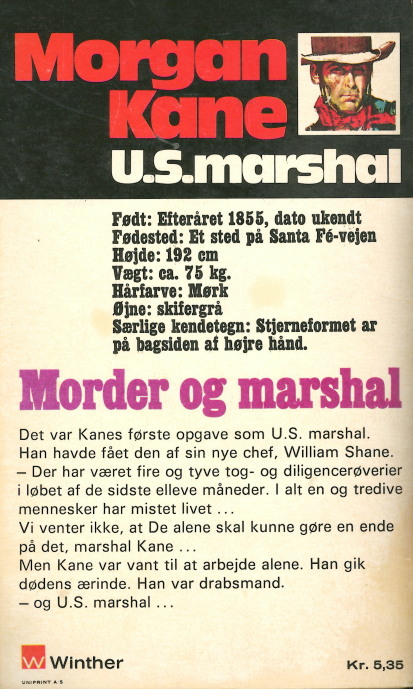 Morgan
Kane
U.S.marshal
Født: Efteråret 1855, dato ukendt
Fødested: Et sted på Santa Fé-vejen
Højde: 192 cm
Vægt: ca. 75 kg.
Hårfarve: Mørk
Øjne: skifergrå
Særlige kendetegn: Stjerneformet ar
på bagsiden af højre hånd.
Morder og marshal
Det var Kanes første opgave som U.S. marshal.
Han havde fået den af sin nye chef, William Shane.
– Der har været fire og tyve tog- og diligencerøverier
i løbet af de sidste elleve måneder. I alt en og tredive
mennesker har mistet livet ...
Vi venter ikke, at De alene skal kunne gøre en ende
på det, marshal Kane ...
Men Kane var vant til at arbejde alene. Han gik
dødens ærinde. Han var drabsmand.
– og U.S. marshal ...
W Winther
UNIPRINT A/S
Kr. 5,35